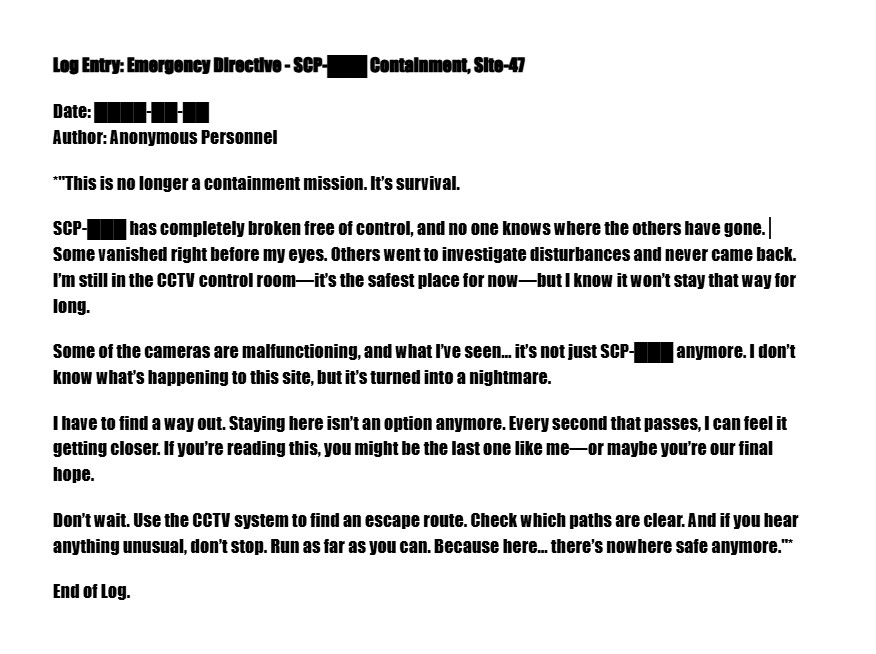 Log Entry: Emergency Directive - SCP-███ Containment, Site-47
Date: ████-██-██
Author: Anonymous Personnel
*"This is no longer a containment mission. It’s survival.
SCP-███ has completely broken free of control, and no one knows where the others have gone.
Some vanished right before my eyes. Others went to investigate disturbances and never came back.
I’m still in the CCTV control room—it’s the safest place for now—but I know it won’t stay that way for
long.
Some of the cameras are malfunctioning, and what I’ve seen... it’s not just SCP-███ anymore. I don’t
know what’s happening to this site, but it’s turned into a nightmare.
I have to find a way out. Staying here isn’t an option anymore. Every second that passes, I can feel it
getting closer. If you’re reading this, you might be the last one like me—or maybe you’re our final
hope.
Don’t wait. Use the CCTV system to find an escape route. Check which paths are clear. And if you hear
anything unusual, don’t stop. Run as far as you can. Because here... there’s nowhere safe anymore."*
End of Log.